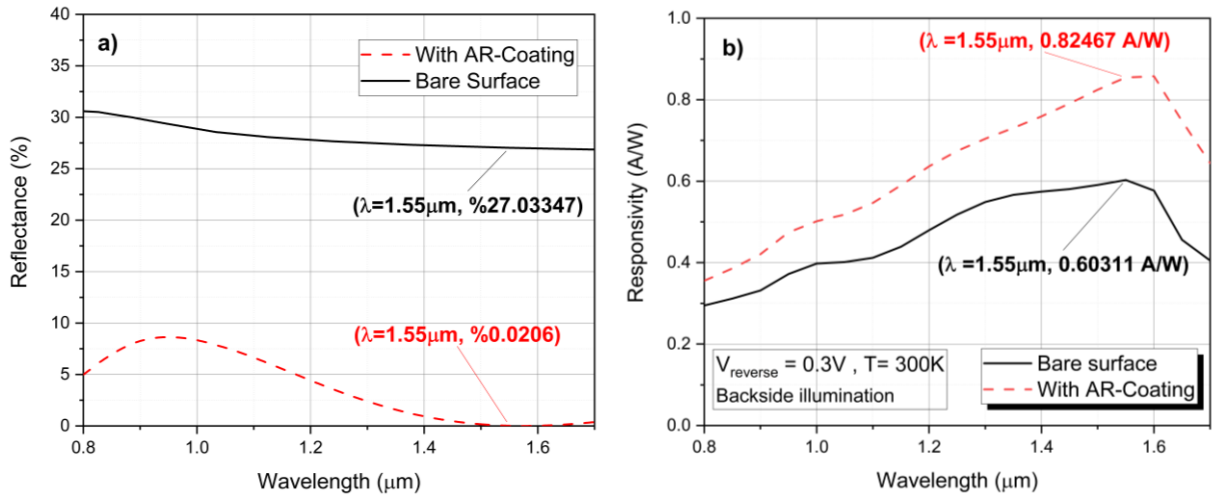 a)
With AR-Coating
Bare Surface
(λ=1.55μm, %27.03347)
(λ=1.55μm, %0.0206)
Reflectance (%)
40
35
30
25
20
15
10
5
0
0.8 1.0 1.2 1.4 1.6
Wavelength (μm)
b)
(λ =1.55μm, 0.82467 A/W)
(λ =1.55μm, 0.60311 A/W)
V_reverse = 0.3V , T= 300K
Backside illumination
Bare surface
With AR-Coating
Responsivity (A/W)
1.0
0.8
0.6
0.4
0.2
0.0
0.8 1.0 1.2 1.4 1.6
Wavelength (μm)